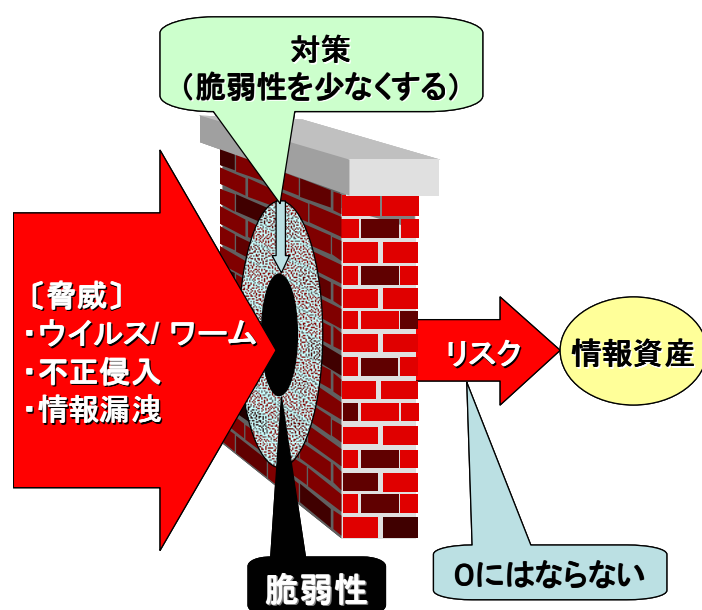 対策
（脆弱性を少なくする）
〔脅威〕
・ウイルス/ ワーム
・不正侵入
・情報漏洩
リスク
情報資産
脆弱性
0にはならない